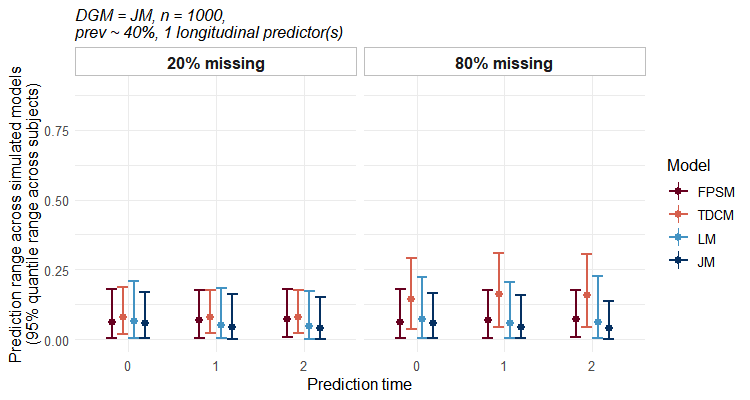 DGM = JM, n = 1000,
prev ~ 40%, 1 longitudinal predictor(s)
20% missing
80% missing
Prediction range across simulated models
(95% quantile range across subjects)
0.75
0.50
0.25
0.00
0 1 2
0 1 2
Prediction time
Model
FPSM
TDCM
LM
JM